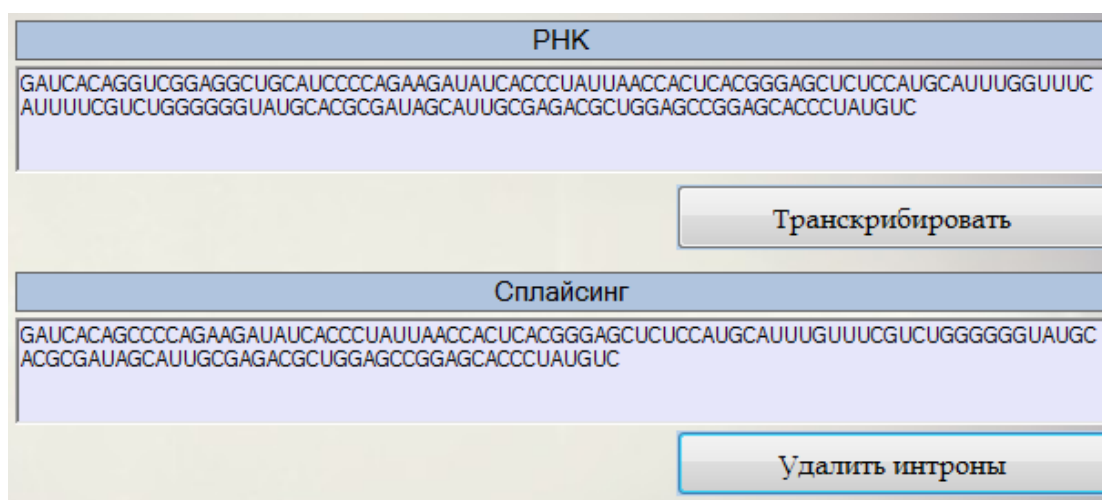 РНК
GAUCACAGGUCGGAGGCUGCAUCCCCAGAAGAUAUCACCCUAUUAACCACUCACGGGAGCUCUCCAUGCAUUUGGUUUC
AUUUUCGUCUGGGGGGUAUGCACGCGAUAGCAUUGCGAGACGCUGGAGCCGGAGCACCCUAUGUC
Транскрибировать
Сплайсинг
GAUCACAGCCCCAGAAGAUAUCACCCUAUUAACCACUCACGGGAGCUCUCCAUGCAUUUGUUUCGUCUGGGGGGUAUGC
ACGCGAUAGCAUUGCGAGACGCUGGAGCCGGAGCACCCUAUGUC
Удалить интроны